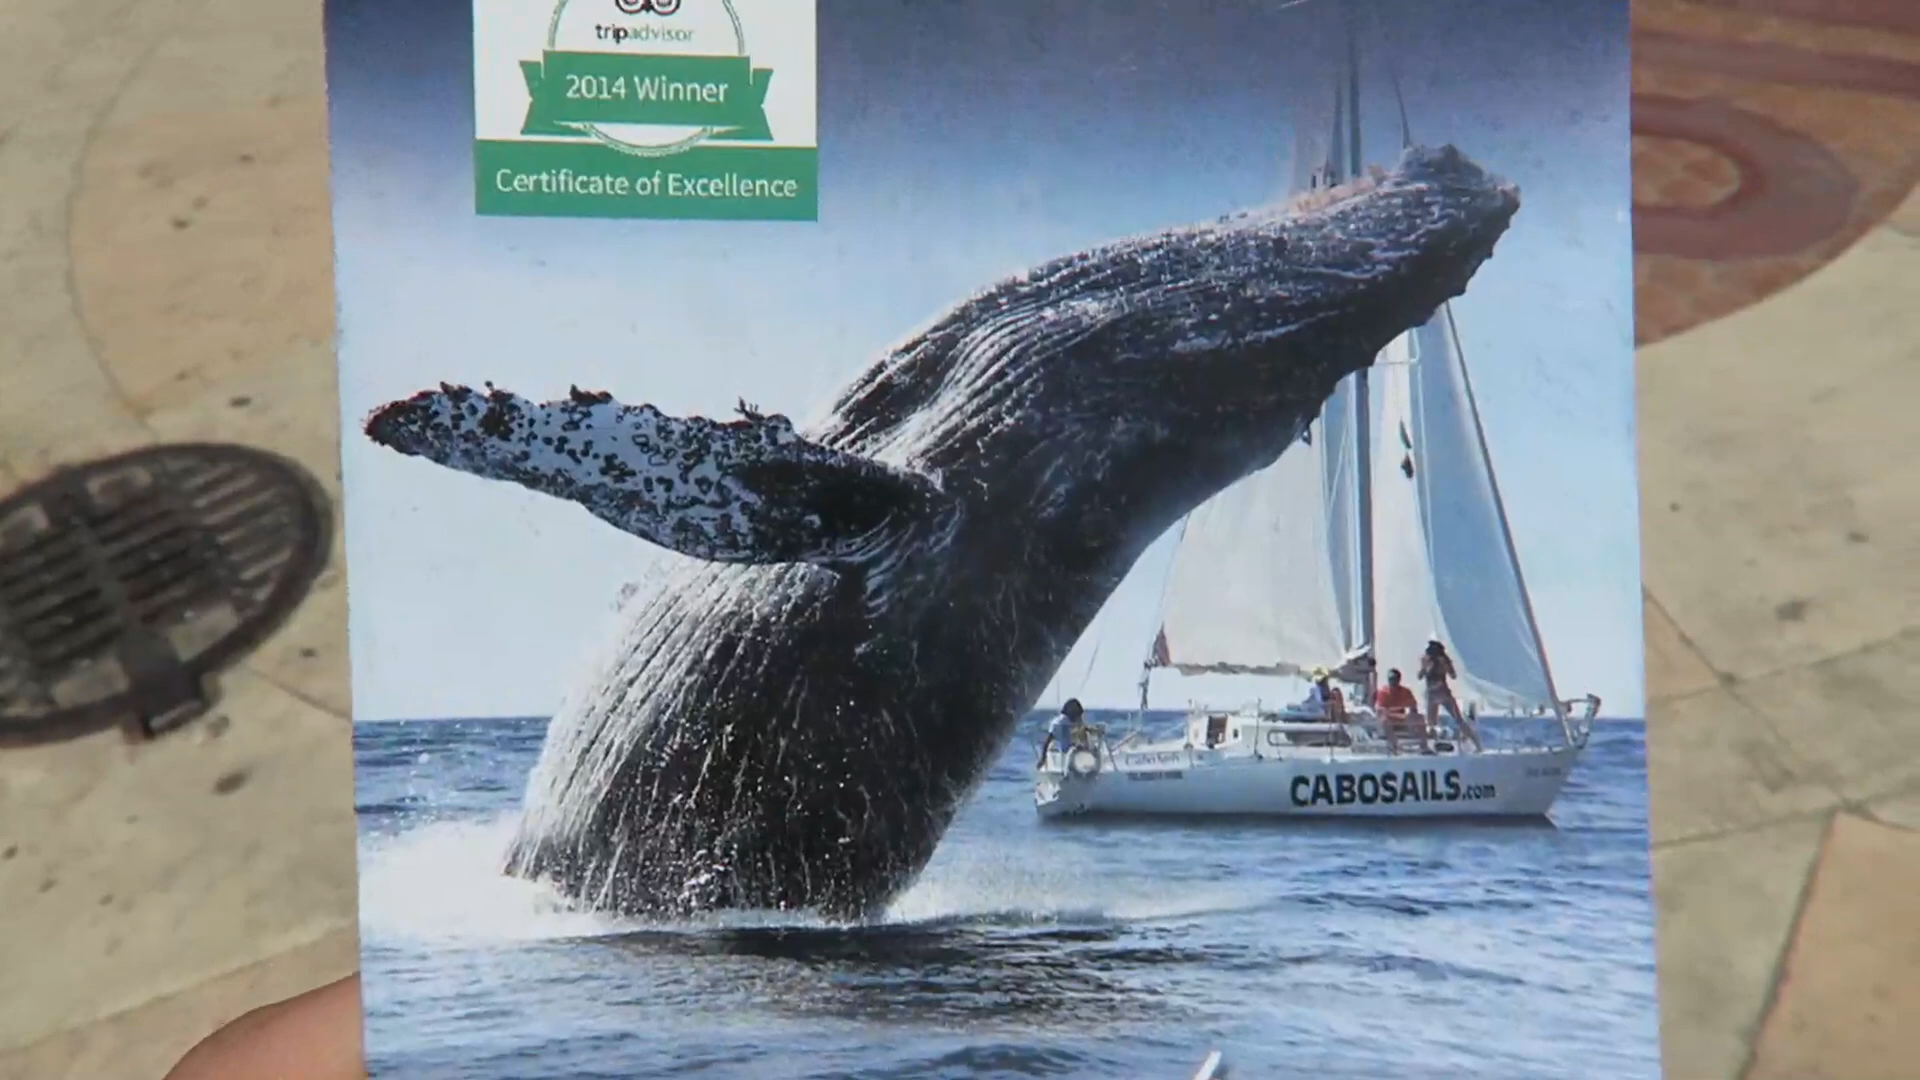 tripadvisor
2014 Winner
Certificate of Excellence
CABOSAILS.com